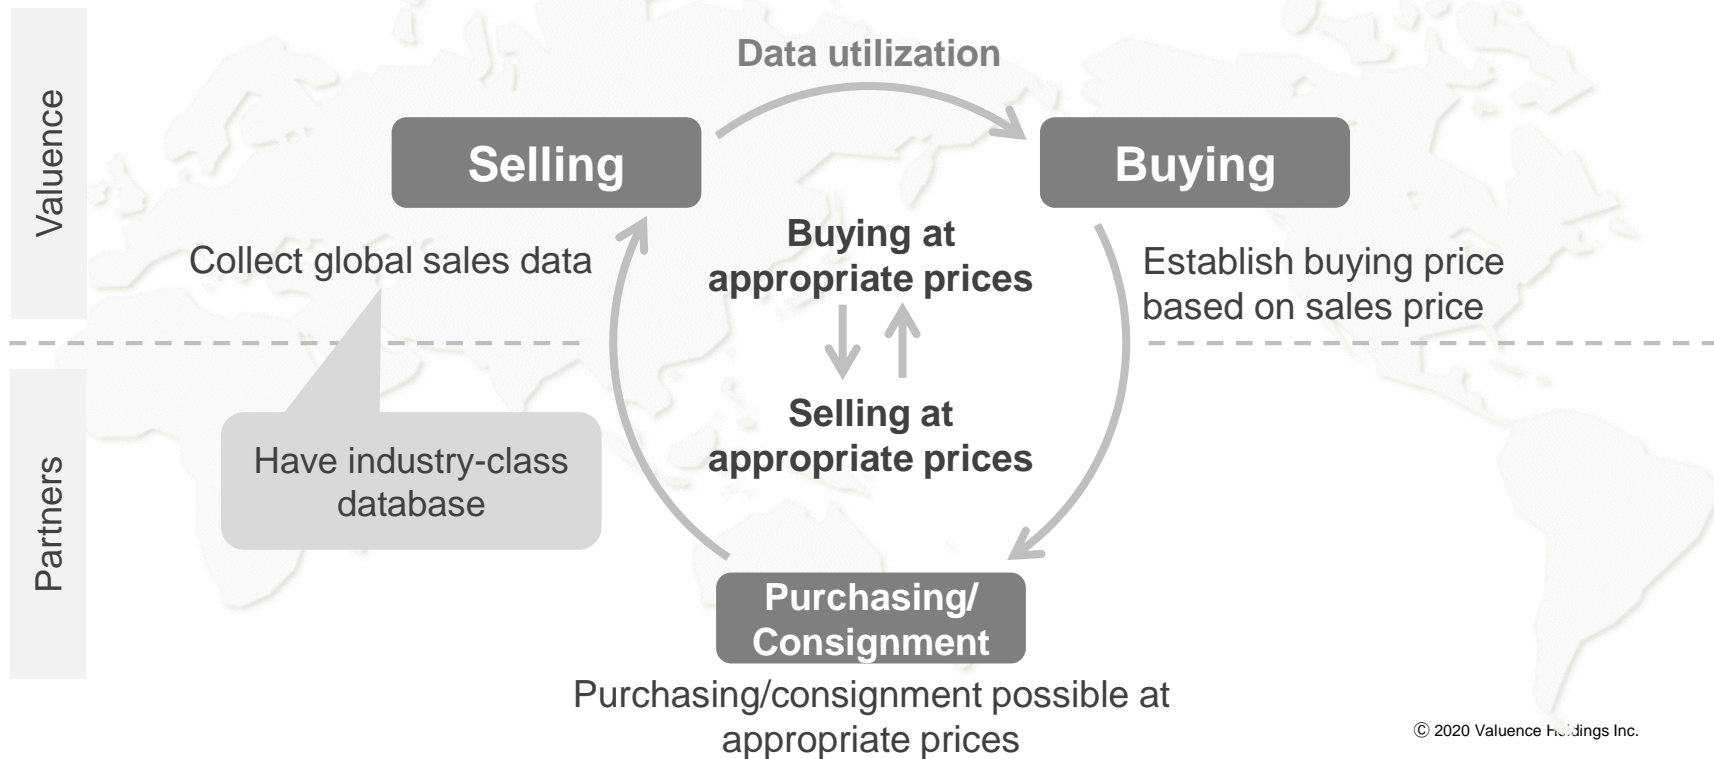 Data utilization
Valuence
Selling
Buying
Collect global sales data
Buying at
appropriate prices
Establish buying price
based on sales price
Selling at
appropriate prices
Have industry-class
database
Partners
Purchasing/
Consignment
Purchasing/consignment possible at
appropriate prices
Ⓒ 2020 Valuence Holdings Inc.